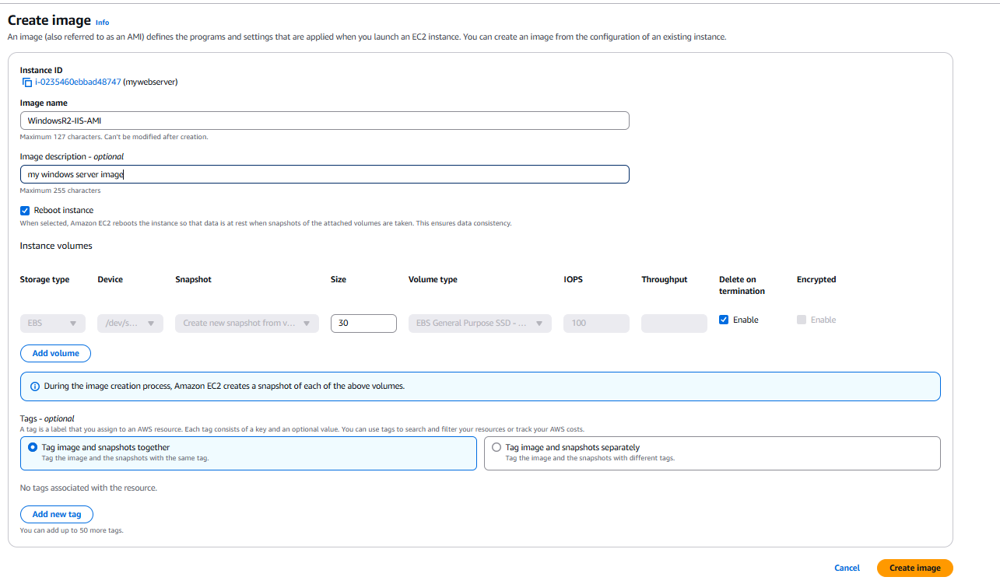 Create image Info
An image (also referred to as an AMI) defines the programs and settings that are applied when you launch an EC2 instance. You can create an image from the configuration of an existing instance.
Instance ID
i-0235460ebbad48747 (mywebserver)
Image name
WindowsR2-IIS-AMI
Maximum 127 characters. Can't be modified after creation.
Image description - optional
my windows server image
Maximum 255 characters
Reboot instance
When selected, Amazon EC2 reboots the instance so that data is at rest when snapshots of the attached volumes are taken. This ensures data consistency.
Instance volumes
Storage type Device Snapshot Size Volume type IOPS Throughput Delete on termination Encrypted
EBS /dev/s... Create new snapshot from v... 30 EBS General Purpose SSD - ... 100 Enable Enable
Add volume
During the image creation process, Amazon EC2 creates a snapshot of each of the above volumes.
Tags - optional
A tag is a label that you assign to an AWS resource. Each tag consists of a key and an optional value. You can use tags to search and filter your resources or track your AWS costs.
Tag image and snapshots together
Tag the image and the snapshots with the same tag.
Tag image and snapshots separately
Tag the image and the snapshots with different tags.
No tags associated with the resource.
Add new tag
You can add up to 50 more tags.
Cancel Create image